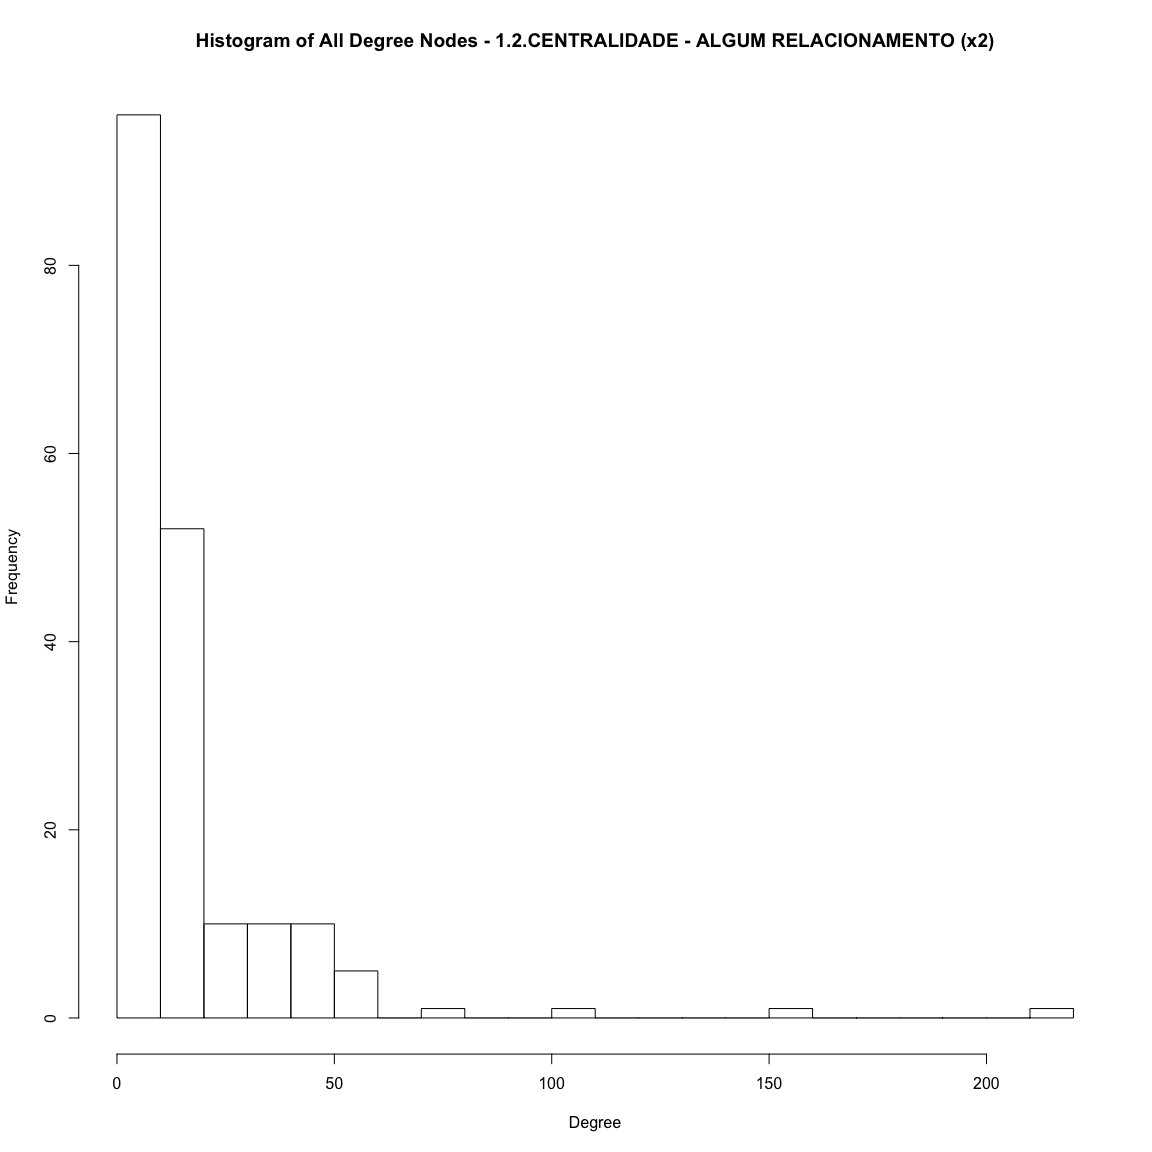 Histogram of All Degree Nodes - 1.2.CENTRALIDADE - ALGUM RELACIONAMENTO (x2)
80
60
40
20
0
Frequency
0 50 100 150 200
Degree